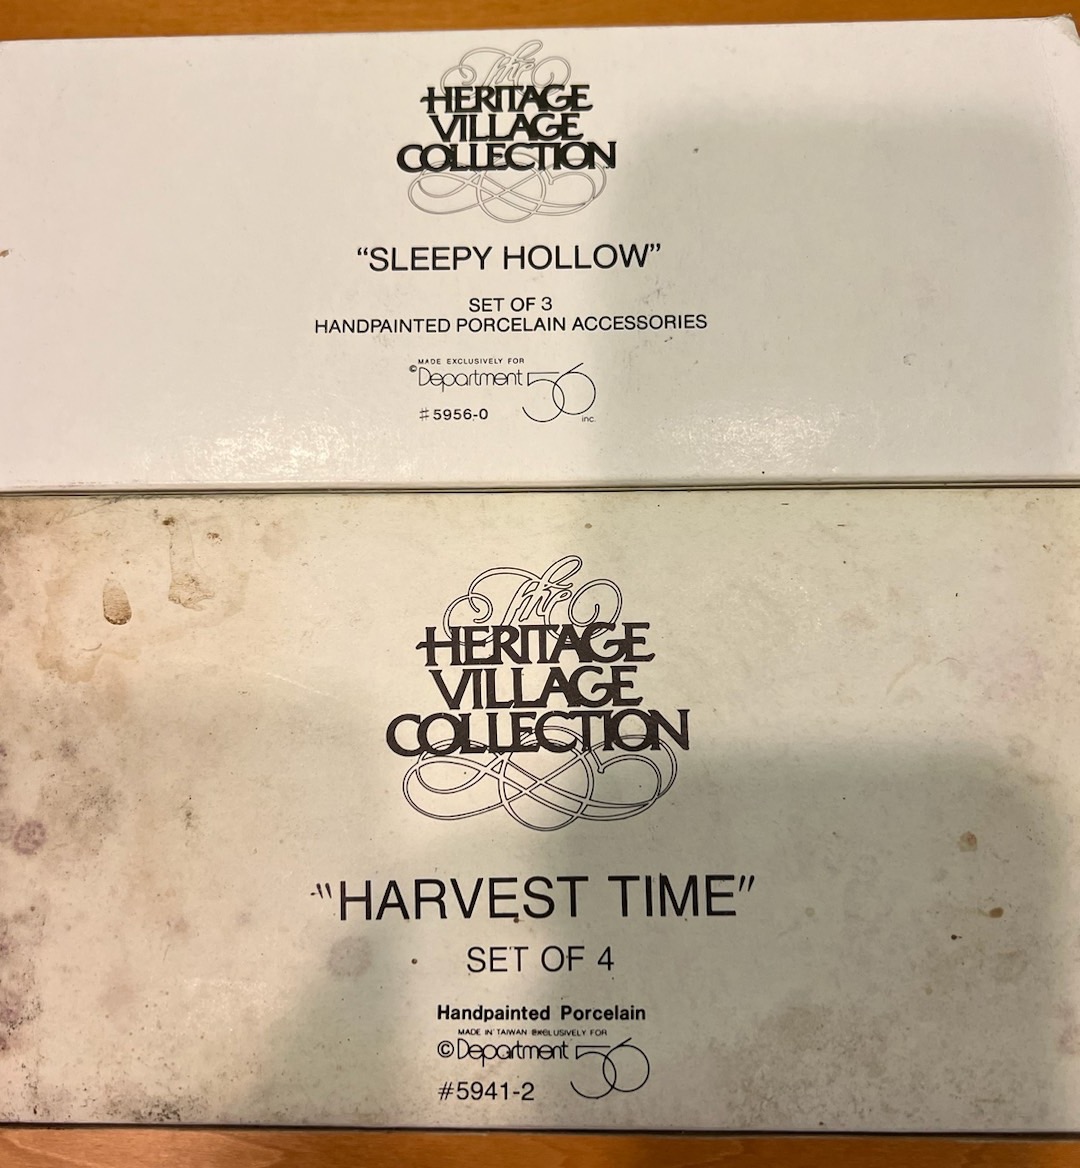 The
HERITAGE
VILLAGE
COLLECTION
“SLEEPY HOLLOW”
SET OF 3
HANDPAINTED PORCELAIN ACCESSORIES
MADE EXCLUSIVELY FOR
©Department 56 inc.
#5956-0
The
HERITAGE
VILLAGE
COLLECTION
"HARVEST TIME"
SET OF 4
Handpainted Porcelain
MADE IN TAIWAN EXCLUSIVELY FOR
©Department 56
#5941-2